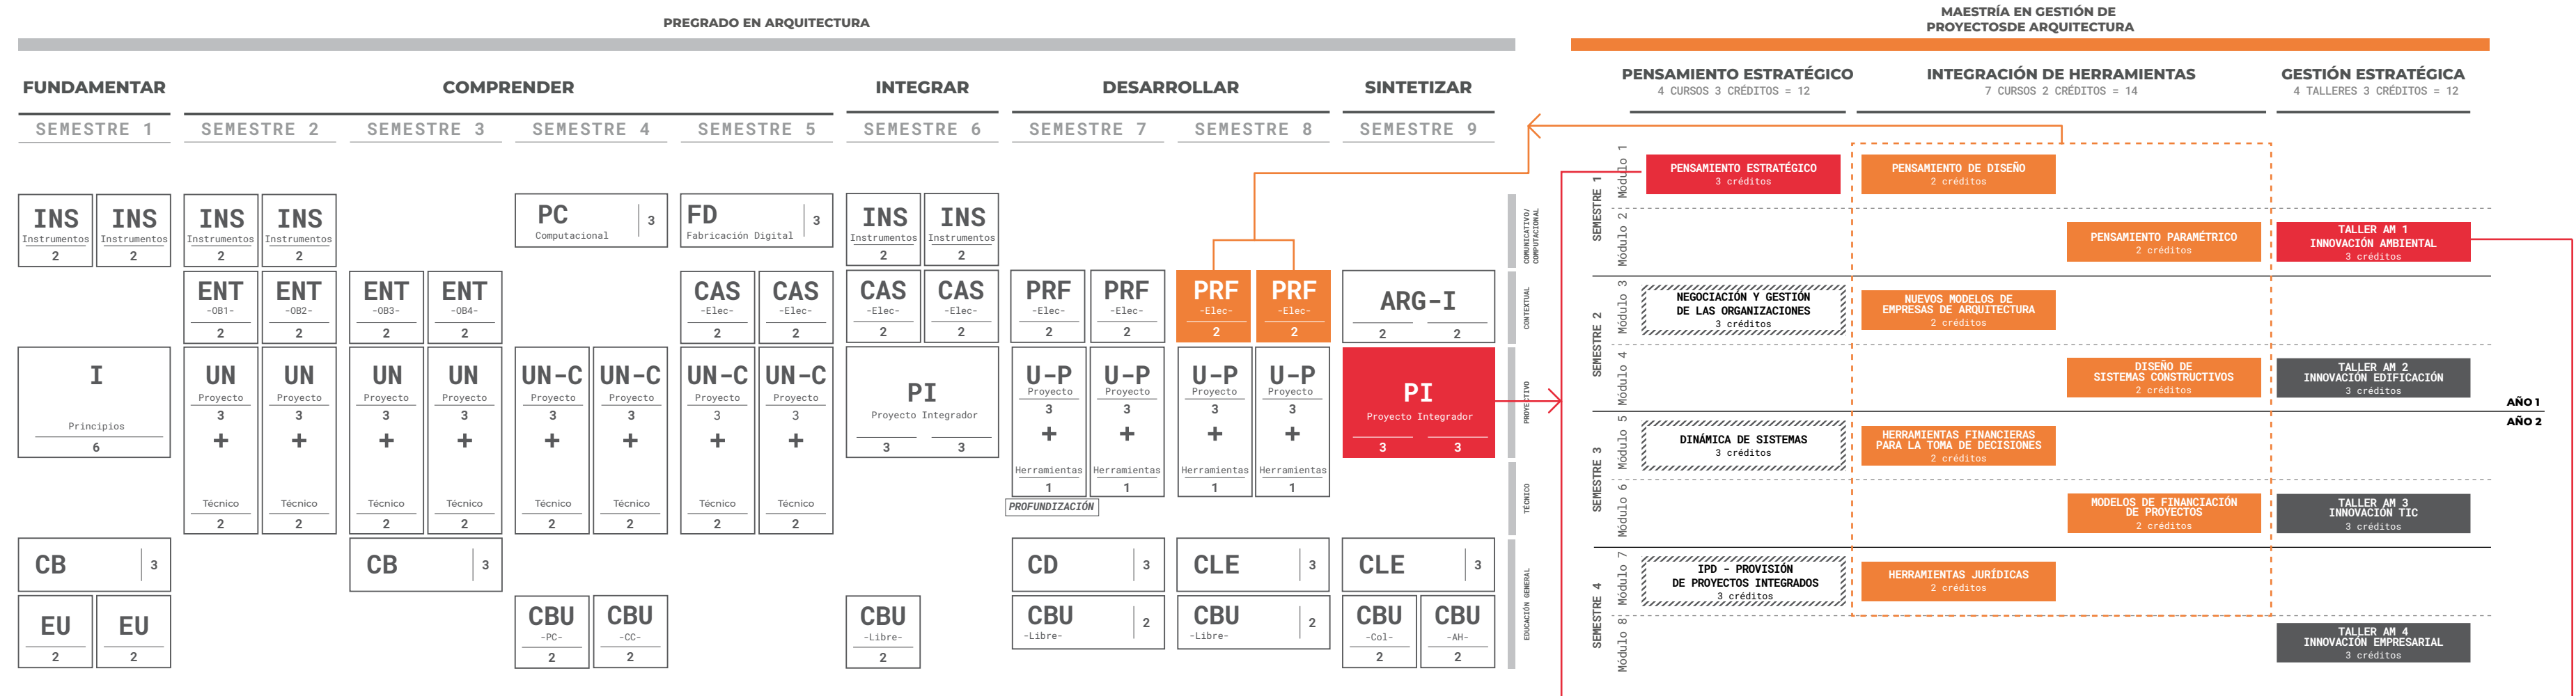 PREGRADO EN ARQUITECTURA
MAESTRÍA EN GESTIÓN DE
PROYECTOSDE ARQUITECTURA
FUNDAMENTAR
COMPRENDER
INTEGRAR
DESARROLLAR
SINTETIZAR
SEMESTRE 1
SEMESTRE 2
SEMESTRE 3
SEMESTRE 4
SEMESTRE 5
SEMESTRE 6
SEMESTRE 7
SEMESTRE 8
SEMESTRE 9
INS
Instrumentos
2
INS
Instrumentos
2
INS
Instrumentos
2
INS
Instrumentos
2
PC
Computacional
3
FD
Fabricación Digital
3
INS
Instrumentos
2
INS
Instrumentos
2
COMUNICATIVO/
COMPUTACIONAL
ENT
-OB1-
2
ENT
-OB2-
2
ENT
-OB3-
2
ENT
-OB4-
2
CAS
-Elec-
2
CAS
-Elec-
2
CAS
-Elec-
2
CAS
-Elec-
2
PRF
-Elec-
2
PRF
-Elec-
2
PRF
-Elec-
2
PRF
-Elec-
2
ARG-I
2 2
CONTEXTUAL
I
Principios
6
UN
Proyecto
3
+
Técnico
2
UN
Proyecto
3
+
Técnico
2
UN
Proyecto
3
+
Técnico
2
UN
Proyecto
3
+
Técnico
2
UN-C
Proyecto
3
+
Técnico
2
UN-C
Proyecto
3
+
Técnico
2
UN-C
Proyecto
3
+
Técnico
2
UN-C
Proyecto
3
+
Técnico
2
PI
Proyecto Integrador
3 3
U-P
Proyecto
3
+
Herramientas
1
U-P
Proyecto
3
+
Herramientas
1
PROFUNDIZACIÓN
U-P
Proyecto
3
+
Herramientas
1
U-P
Proyecto
3
+
Herramientas
1
PI
Proyecto Integrador
3 3
PROYECTIVO
TÉCNICO
CB
3
CB
3
CD
3
CLE
3
CLE
3
EU
2
EU
2
CBU
-PC-
2
CBU
-CC-
2
CBU
-Libre-
2
CBU
-Libre-
2
CBU
-Libre-
2
CBU
-Col-
2
CBU
-AH-
2
EDUCACIÓN GENERAL
PENSAMIENTO ESTRATÉGICO
4 CURSOS 3 CRÉDITOS = 12
INTEGRACIÓN DE HERRAMIENTAS
7 CURSOS 2 CRÉDITOS = 14
GESTIÓN ESTRATÉGICA
4 TALLERES 3 CRÉDITOS = 12
SEMESTRE 1
Módulo 1
PENSAMIENTO ESTRATÉGICO
3 créditos
PENSAMIENTO DE DISEÑO
2 créditos
Módulo 2
PENSAMIENTO PARAMÉTRICO
2 créditos
TALLER AM 1
INNOVACIÓN AMBIENTAL
3 créditos
SEMESTRE 2
Módulo 3
NEGOCIACIÓN Y GESTIÓN
DE LAS ORGANIZACIONES
3 créditos
NUEVOS MODELOS DE
EMPRESAS DE ARQUITECTURA
2 créditos
Módulo 4
DISEÑO DE
SISTEMAS CONSTRUCTIVOS
2 créditos
TALLER AM 2
INNOVACIÓN EDIFICACIÓN
3 créditos
AÑO 1
AÑO 2
SEMESTRE 3
Módulo 5
DINÁMICA DE SISTEMAS
3 créditos
HERRAMIENTAS FINANCIERAS
PARA LA TOMA DE DECISIONES
2 créditos
Módulo 6
MODELOS DE FINANCIACIÓN
DE PROYECTOS
2 créditos
TALLER AM 3
INNOVACIÓN TIC
3 créditos
SEMESTRE 4
Módulo 7
IPD - PROVISIÓN
DE PROYECTOS INTEGRADOS
3 créditos
HERRAMIENTAS JURÍDICAS
2 créditos
Módulo 8
TALLER AM 4
INNOVACIÓN EMPRESARIAL
3 créditos